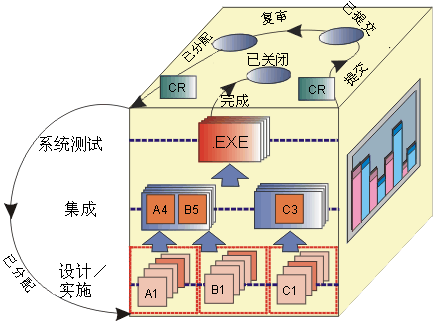 复审
已提交
已分配
已关闭
提交
CR
CR
完成
系统测试
.EXE
集成
A4
B5
C3
已分配
设计／
实施
A1
B1
C1